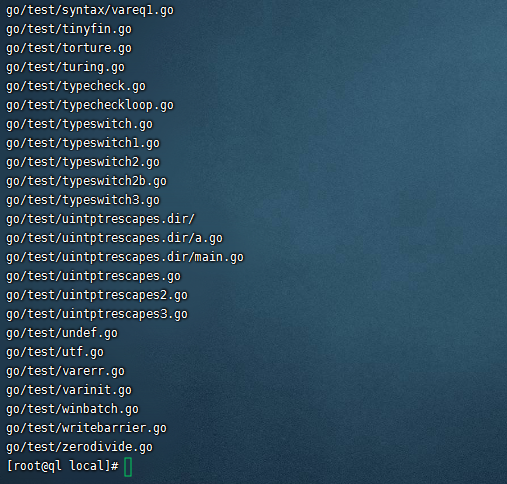 go/test/syntax/vareq1.go
go/test/tinyfin.go
go/test/torture.go
go/test/turing.go
go/test/typecheck.go
go/test/typecheckloop.go
go/test/typeswitch.go
go/test/typeswitch1.go
go/test/typeswitch2.go
go/test/typeswitch2b.go
go/test/typeswitch3.go
go/test/uintptrescapes.dir/
go/test/uintptrescapes.dir/a.go
go/test/uintptrescapes.dir/main.go
go/test/uintptrescapes.go
go/test/uintptrescapes2.go
go/test/uintptrescapes3.go
go/test/undef.go
go/test/utf.go
go/test/varerr.go
go/test/varinit.go
go/test/winbatch.go
go/test/writebarrier.go
go/test/zerodivide.go
[root@ql local]#